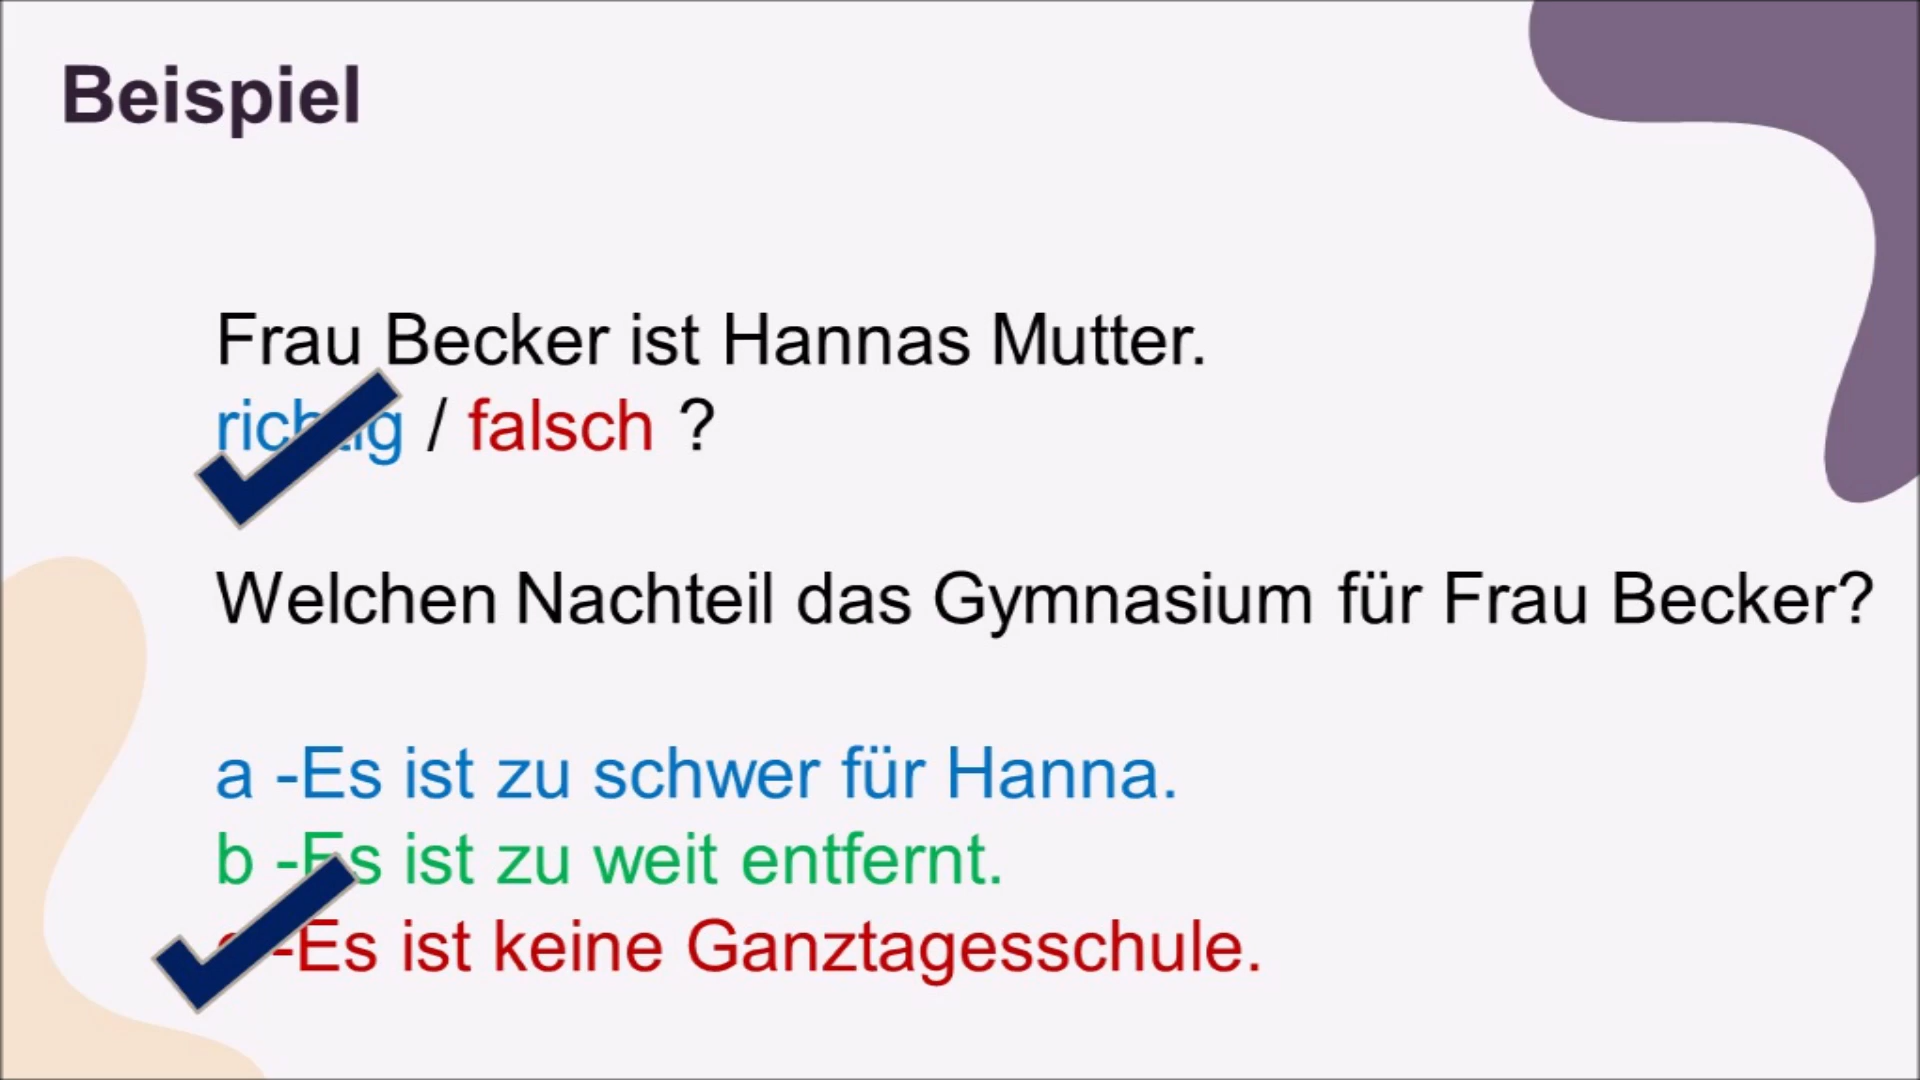 Beispiel
Frau Becker ist Hannas Mutter.
richtig / falsch ?
Welchen Nachteil das Gymnasium für Frau Becker?
a -Es ist zu schwer für Hanna.
b -Es ist zu weit entfernt.
c -Es ist keine Ganztagesschule.